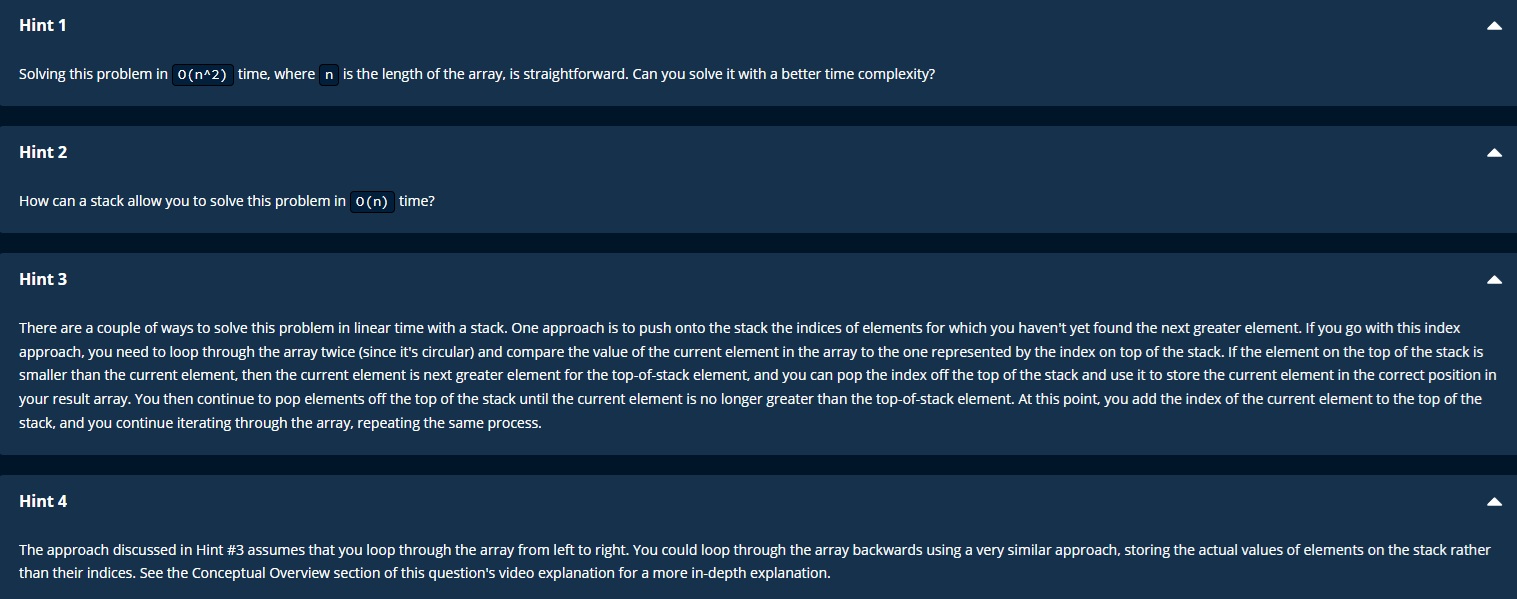 Hint 1
Solving this problem in O(n^2) time, where n is the length of the array, is straightforward. Can you solve it with a better time complexity?
Hint 2
How can a stack allow you to solve this problem in O(n) time?
Hint 3
There are a couple of ways to solve this problem in linear time with a stack. One approach is to push onto the stack the indices of elements for which you haven't yet found the next greater element. If you go with this index
approach, you need to loop through the array twice (since it's circular) and compare the value of the current element in the array to the one represented by the index on top of the stack. If the element on the top of the stack is
smaller than the current element, then the current element is next greater element for the top-of-stack element, and you can pop the index off the top of the stack and use it to store the current element in the correct position in
your result array. You then continue to pop elements off the top of the stack until the current element is no longer greater than the top-of-stack element. At this point, you add the index of the current element to the top of the
stack, and you continue iterating through the array, repeating the same process.
Hint 4
The approach discussed in Hint #3 assumes that you loop through the array from left to right. You could loop through the array backwards using a very similar approach, storing the actual values of elements on the stack rather
than their indices. See the Conceptual Overview section of this question's video explanation for a more in-depth explanation.